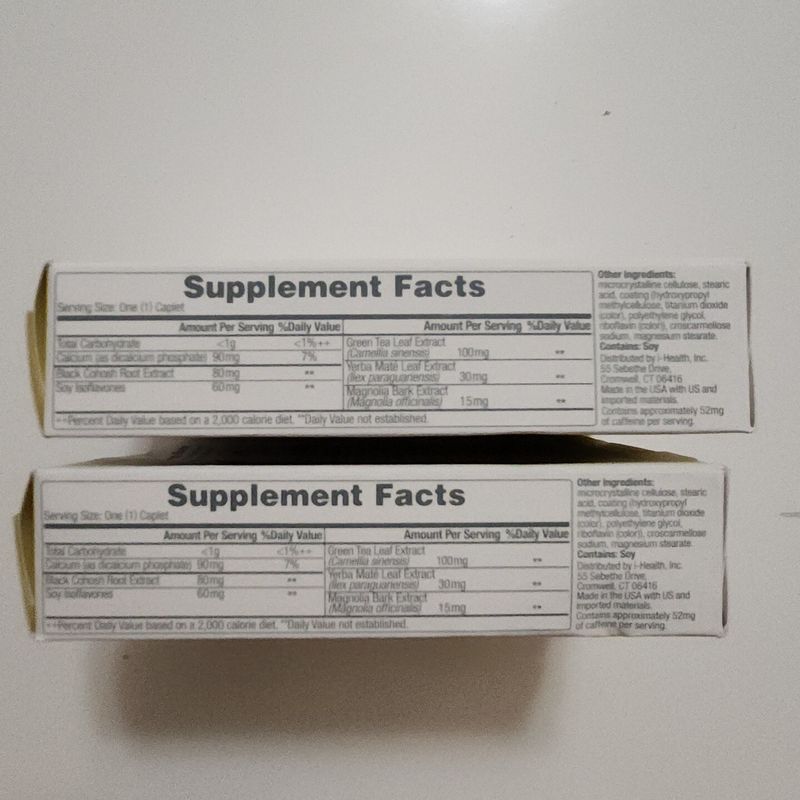 Supplement Facts
Serving Size: One (1) Caplet
Amount Per Serving %Daily Value
Total Carbohydrate <1g <1%++
Calcium (as dicalcium phosphate) 90mg 7%
Black Cohosh Root Extract 80mg **
Soy Isoflavones 60mg **
Amount Per Serving %Daily Value
Green Tea Leaf Extract
(Camellia sinensis) 100mg **
Yerba Maté Leaf Extract
(Ilex paraguariensis) 30mg **
Magnolia Bark Extract
(Magnolia officinalis) 15mg **
++Percent Daily Value based on a 2,000 calorie diet. **Daily Value not established.
Other Ingredients:
microcrystalline cellulose, stearic
acid, coating (hydroxypropyl
methylcellulose, titanium dioxide
(color), polyethylene glycol,
riboflavin (color)), croscarmellose
sodium, magnesium stearate.
Contains: Soy
Distributed by i-Health, Inc.
55 Sebethe Drive,
Cromwell, CT 06416
Made in the USA with US and
imported materials.
Contains approximately 52mg
of caffeine per serving.
Supplement Facts
Serving Size: One (1) Caplet
Amount Per Serving %Daily Value
Total Carbohydrate <1g <1%++
Calcium (as dicalcium phosphate) 90mg 7%
Black Cohosh Root Extract 80mg **
Soy Isoflavones 60mg **
Amount Per Serving %Daily Value
Green Tea Leaf Extract
(Camellia sinensis) 100mg **
Yerba Maté Leaf Extract
(Ilex paraguariensis) 30mg **
Magnolia Bark Extract
(Magnolia officinalis) 15mg **
++Percent Daily Value based on a 2,000 calorie diet. **Daily Value not established.
Other Ingredients:
microcrystalline cellulose, stearic
acid, coating (hydroxypropyl
methylcellulose, titanium dioxide
(color), polyethylene glycol,
riboflavin (color)), croscarmellose
sodium, magnesium stearate.
Contains: Soy
Distributed by i-Health, Inc.
55 Sebethe Drive,
Cromwell, CT 06416
Made in the USA with US and
imported materials.
Contains approximately 52mg
of caffeine per serving.